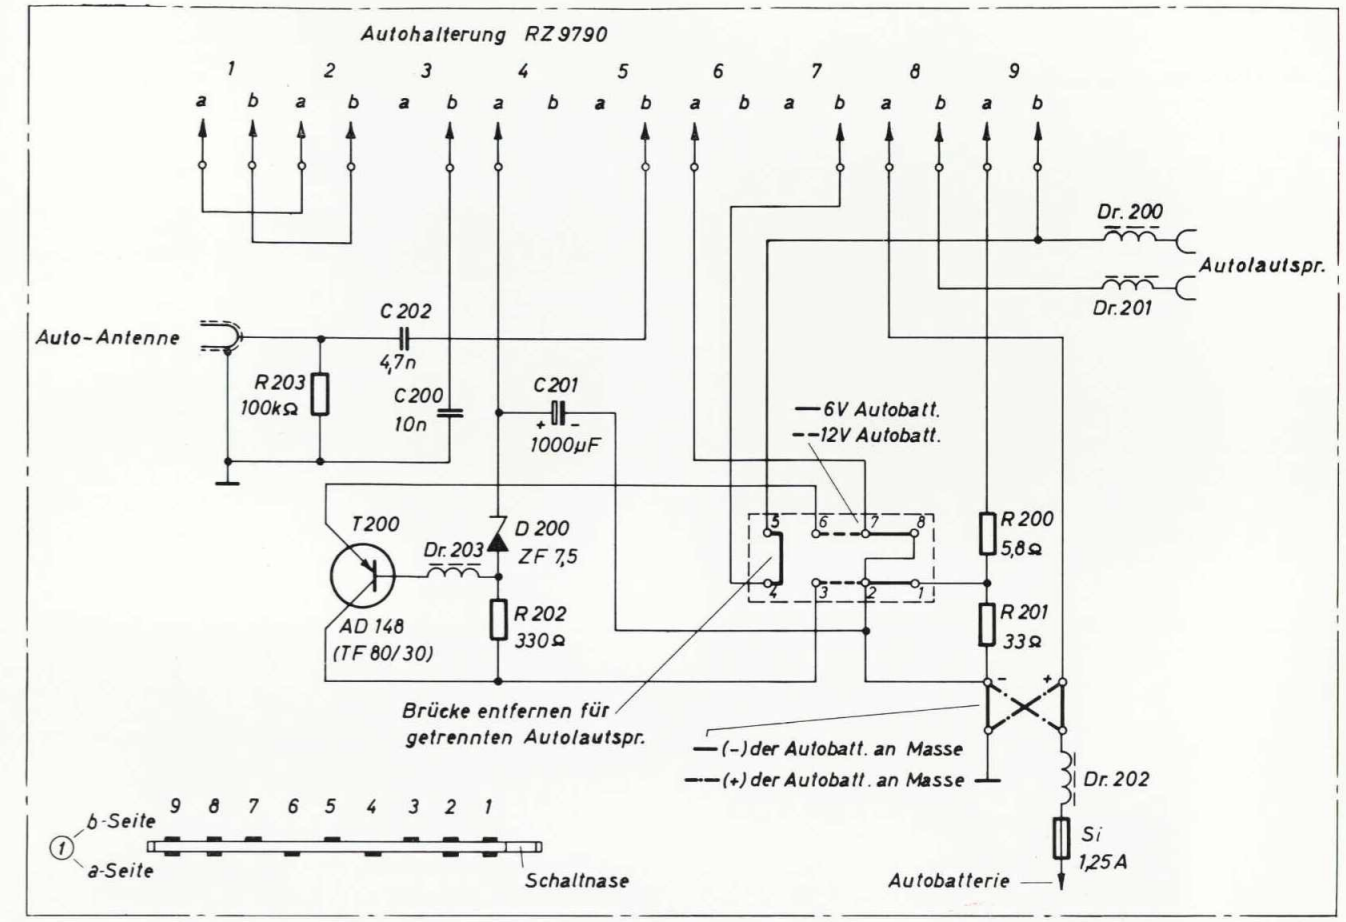 Autohalterung RZ 9790
1 2 3 4 5 6 7 8 9
a b a b a b a b a b a b a b a b a b
Dr. 200
Autolautspr.
Dr. 201
C 202
4,7n
Auto-Antenne
R 203
100kΩ
C 200
10n
C 201
+ -
1000µF
6V Autobatt.
12V Autobatt.
T 200
Dr. 203
D 200
ZF 7,5
5 6 7 8
4 3 2 1
R 200
5,8Ω
R 201
33Ω
R 202
330Ω
AD 148
(TF 80/30)
- +
Brücke entfernen für
getrennten Autolautspr.
(-) der Autobatt. an Masse
(+) der Autobatt. an Masse
Dr. 202
Si
1,25 A
Autobatterie
9 8 7 6 5 4 3 2 1
b-Seite
1
a-Seite
Schaltnase